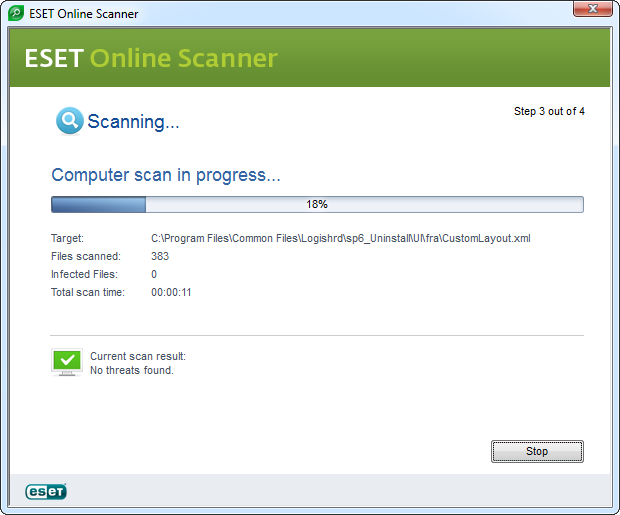 ESET Online Scanner
ESET Online Scanner
Step 3 out of 4
Scanning...
Computer scan in progress...
18%
Target: C:\Program Files\Common Files\Logishrd\sp6_Uninstall\UI\fra\CustomLayout.xml
Files scanned: 383
Infected Files: 0
Total scan time: 00:00:11
Current scan result:
No threats found.
Stop
eseT